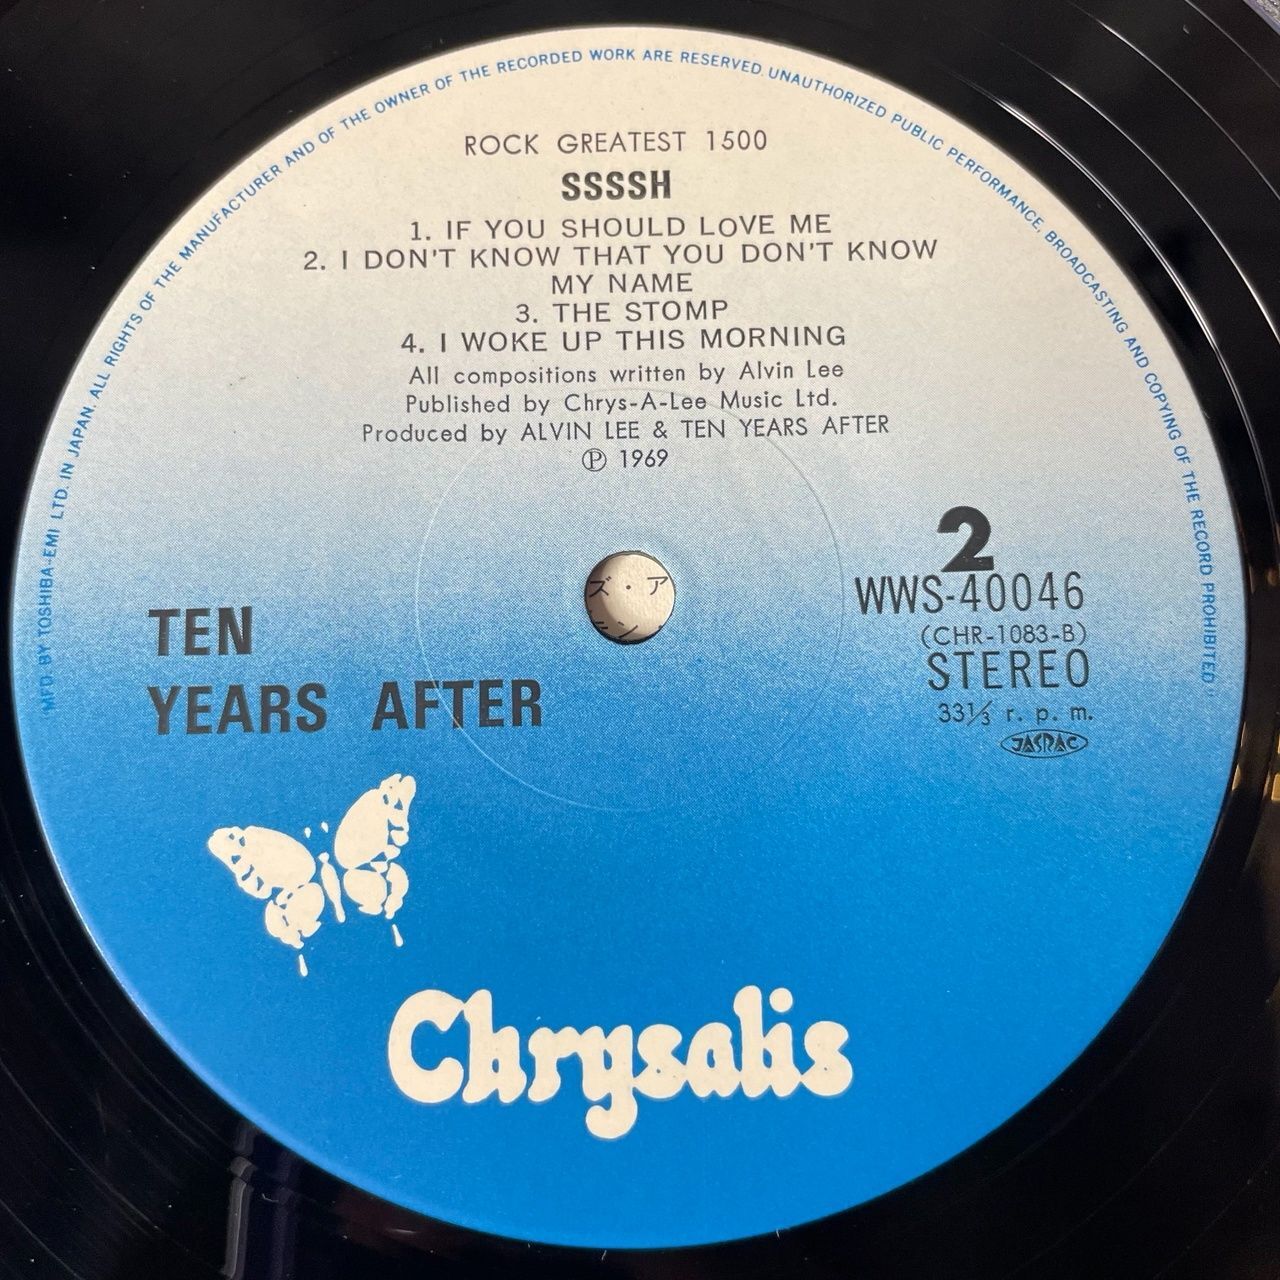 MFD. BY TOSHIBA-EMI LTD. IN JAPAN. ALL RIGHTS OF THE MANUFACTURER AND OF THE OWNER OF THE RECORDED WORK ARE RESERVED. UNAUTHORIZED PUBLIC PERFORMANCE, BROADCASTING AND COPYING OF THE RECORD PROHIBITED
ROCK GREATEST 1500
SSSSH
1. IF YOU SHOULD LOVE ME
2. I DON'T KNOW THAT YOU DON'T KNOW
MY NAME
3. THE STOMP
4. I WOKE UP THIS MORNING
All compositions written by Alvin Lee
Published by Chrys-A-Lee Music Ltd.
Produced by ALVIN LEE & TEN YEARS AFTER
Ⓟ 1969
2
WWS-40046
(CHR-1083-B)
STEREO
33⅓ r. p. m.
JASRAC
ズ・ア
TEN
YEARS AFTER
Chrysalis